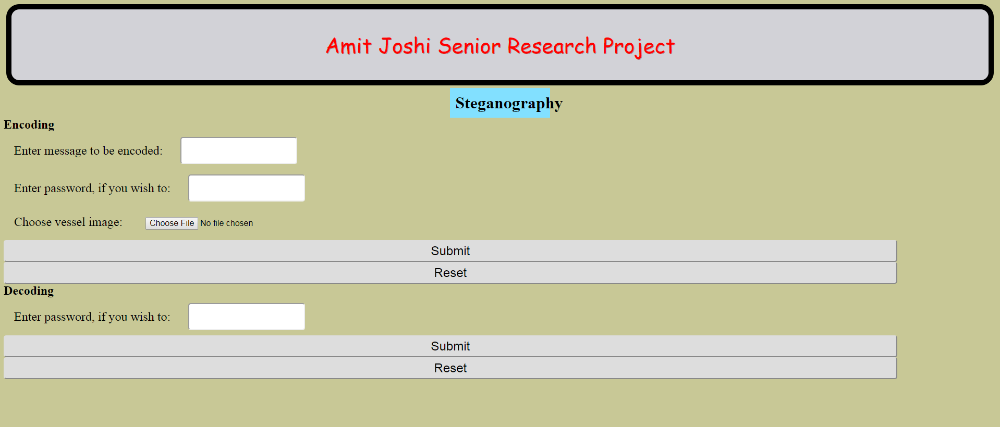 Amit Joshi Senior Research Project
Steganography
Encoding
Enter message to be encoded:
Enter password, if you wish to:
Choose vessel image: Choose File No file chosen
Submit
Reset
Decoding
Enter password, if you wish to:
Submit
Reset